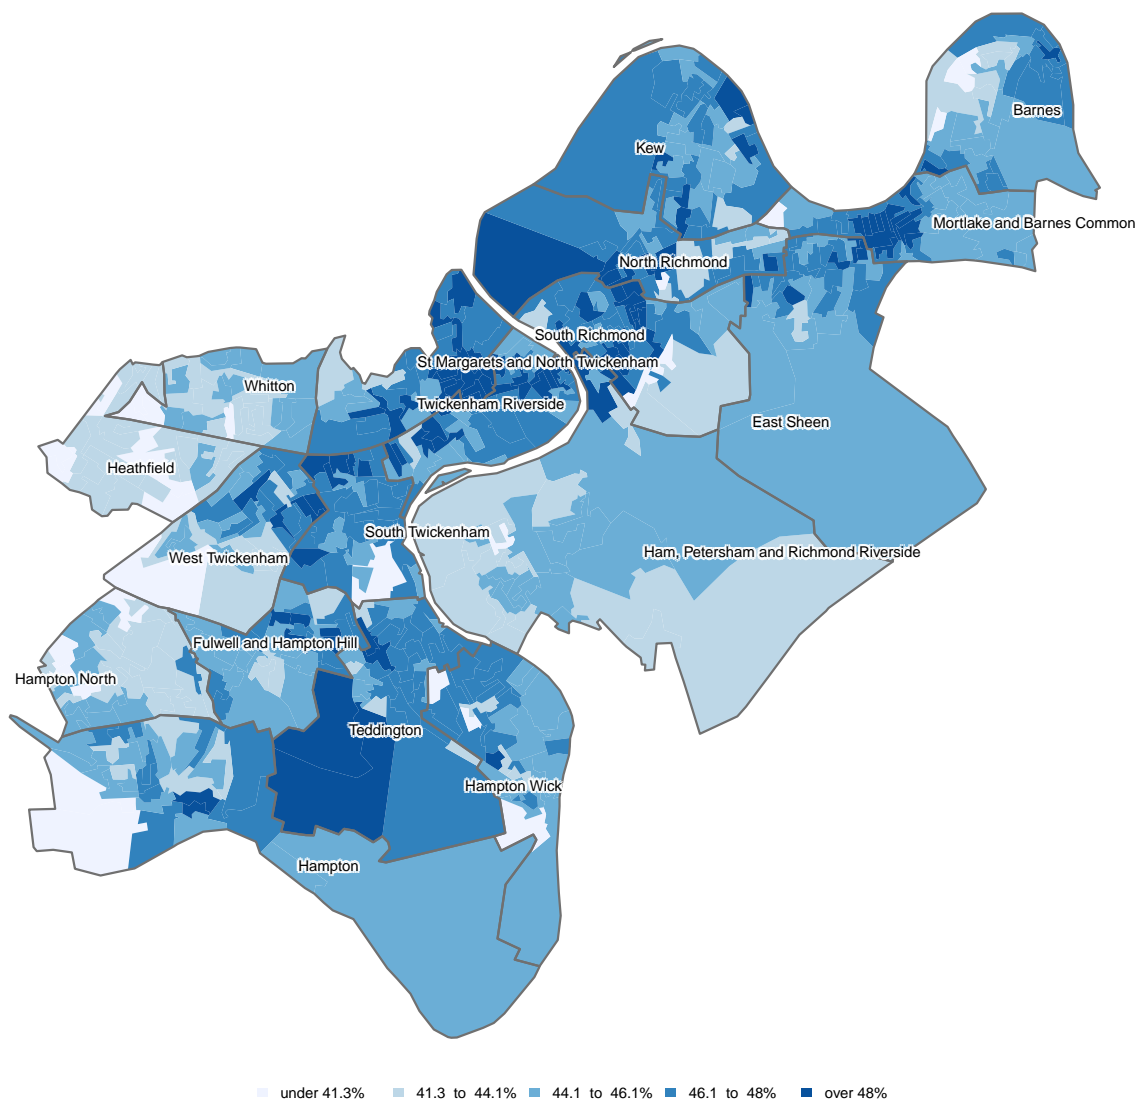 Barnes
Kew
Mortlake and Barnes Common
North Richmond
South Richmond
St Margarets and North Twickenham
Whitton
Twickenham Riverside
East Sheen
Heathfield
South Twickenham
Ham, Petersham and Richmond Riverside
West Twickenham
Fulwell and Hampton Hill
Hampton North
Teddington
Hampton Wick
Hampton
under 41.3% 41.3 to 44.1% 44.1 to 46.1% 46.1 to 48% over 48%